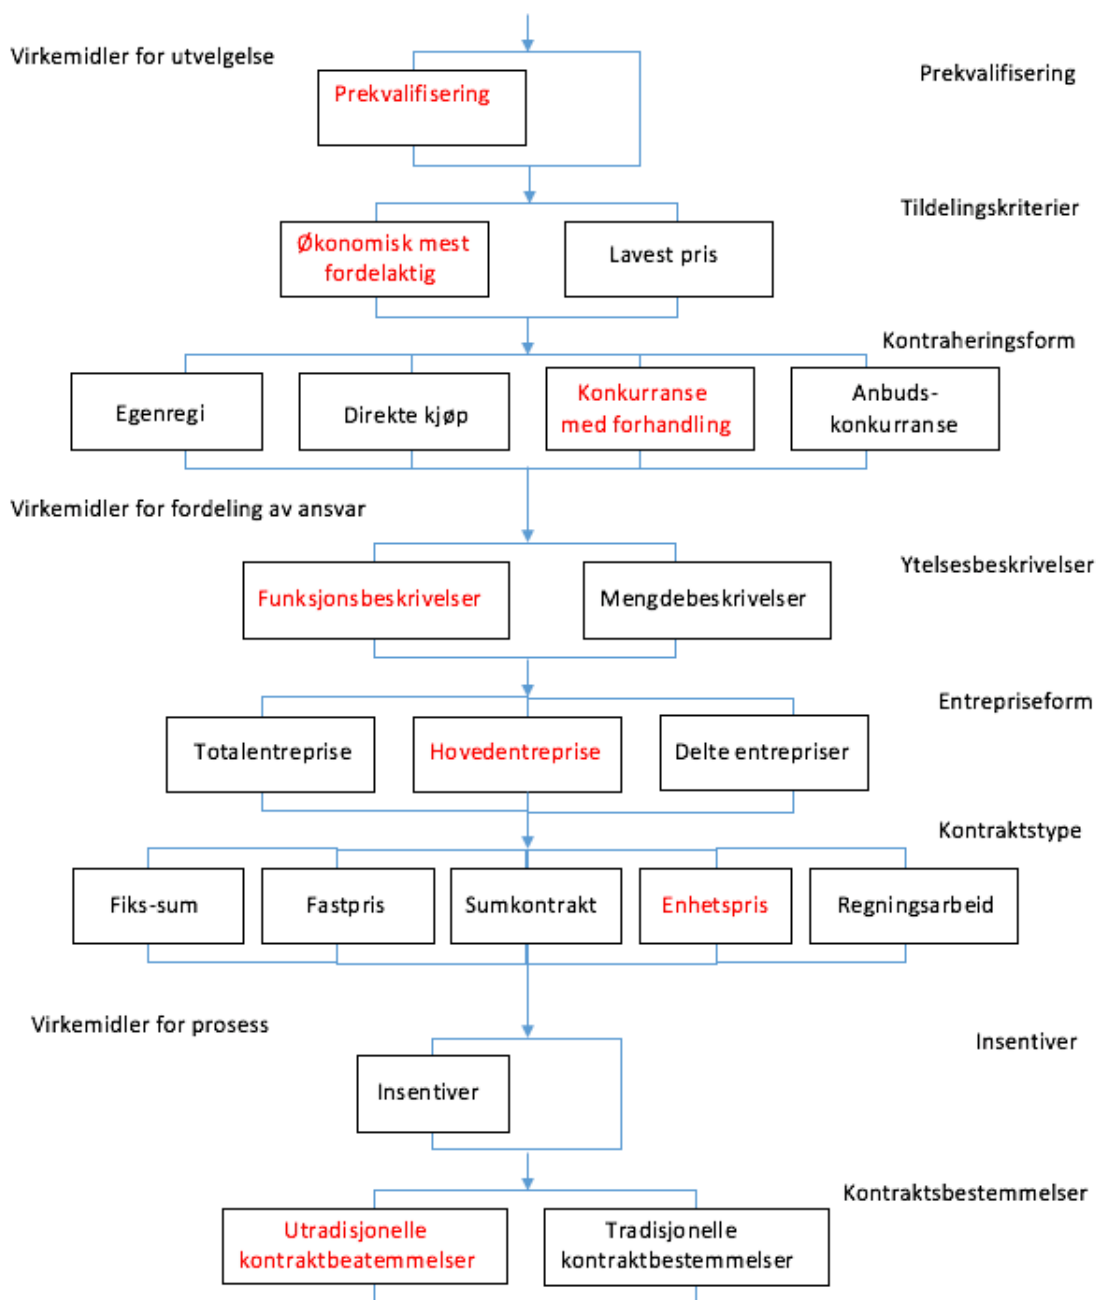 Virkemidler for utvelgelse
Prekvalifisering
Prekvalifisering
Tildelingskriterier
Økonomisk mest
fordelaktig
Lavest pris
Kontraheringsform
Egenregi
Direkte kjøp
Konkurranse
med forhandling
Anbuds-
konkurranse
Virkemidler for fordeling av ansvar
Ytelsesbeskrivelser
Funksjonsbeskrivelser
Mengdebeskrivelser
Entrepriseform
Totalentreprise
Hovedentreprise
Delte entrepriser
Kontraktstype
Fiks-sum
Fastpris
Sumkontrakt
Enhetspris
Regningsarbeid
Virkemidler for prosess
Insentiver
Insentiver
Kontraktsbestemmelser
Utradisjonelle
kontraktbeatemmelser
Tradisjonelle
kontraktbestemmelser